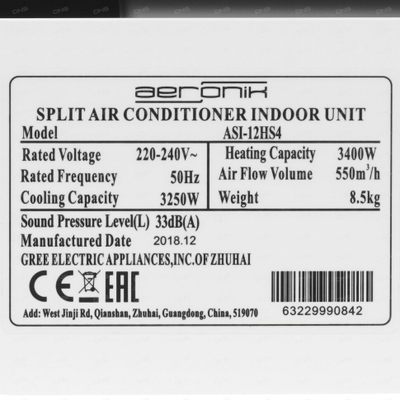 aeronik
SPLIT AIR CONDITIONER INDOOR UNIT
Model ASI-12HS4
Rated Voltage 220-240V~ Heating Capacity 3400W
Rated Frequency 50Hz Air Flow Volume 550m³/h
Cooling Capacity 3250W Weight 8.5kg
Sound Pressure Level(L) 33dB(A)
Manufactured Date 2018.12
GREE ELECTRIC APPLIANCES,INC.OF ZHUHAI
CE EAC
Add: West Jinji Rd, Qianshan, Zhuhai, Guangdong, China, 519070
63229990842